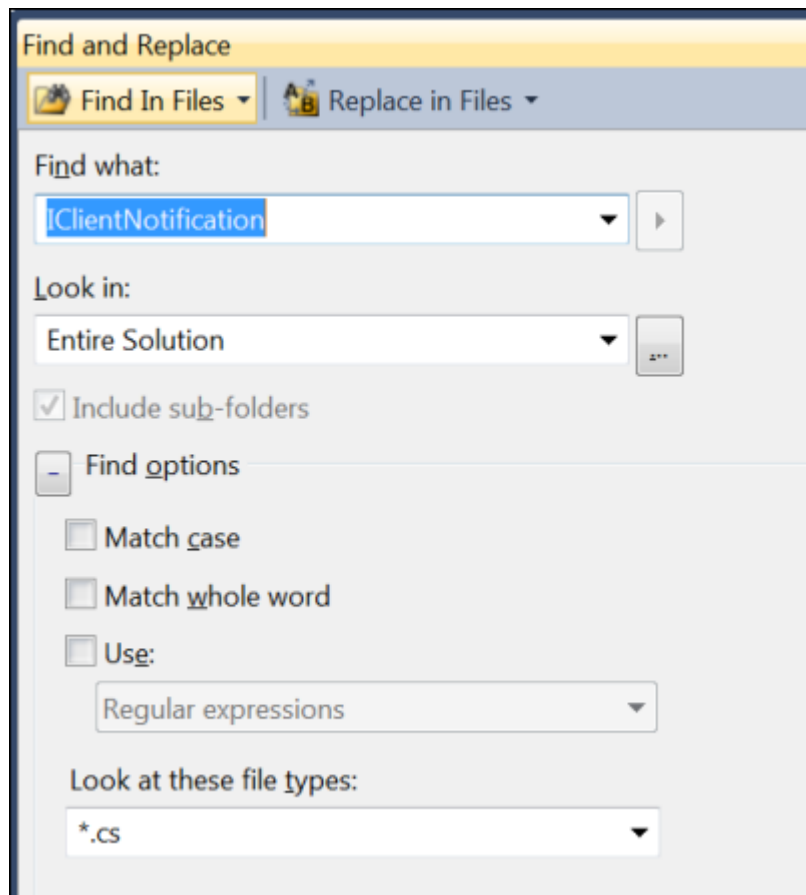 Find and Replace
Find In Files Replace in Files
Find what:
IClientNotification
Look in:
Entire Solution
...
Include sub-folders
- Find options
Match case
Match whole word
Use:
Regular expressions
Look at these file types:
*.cs